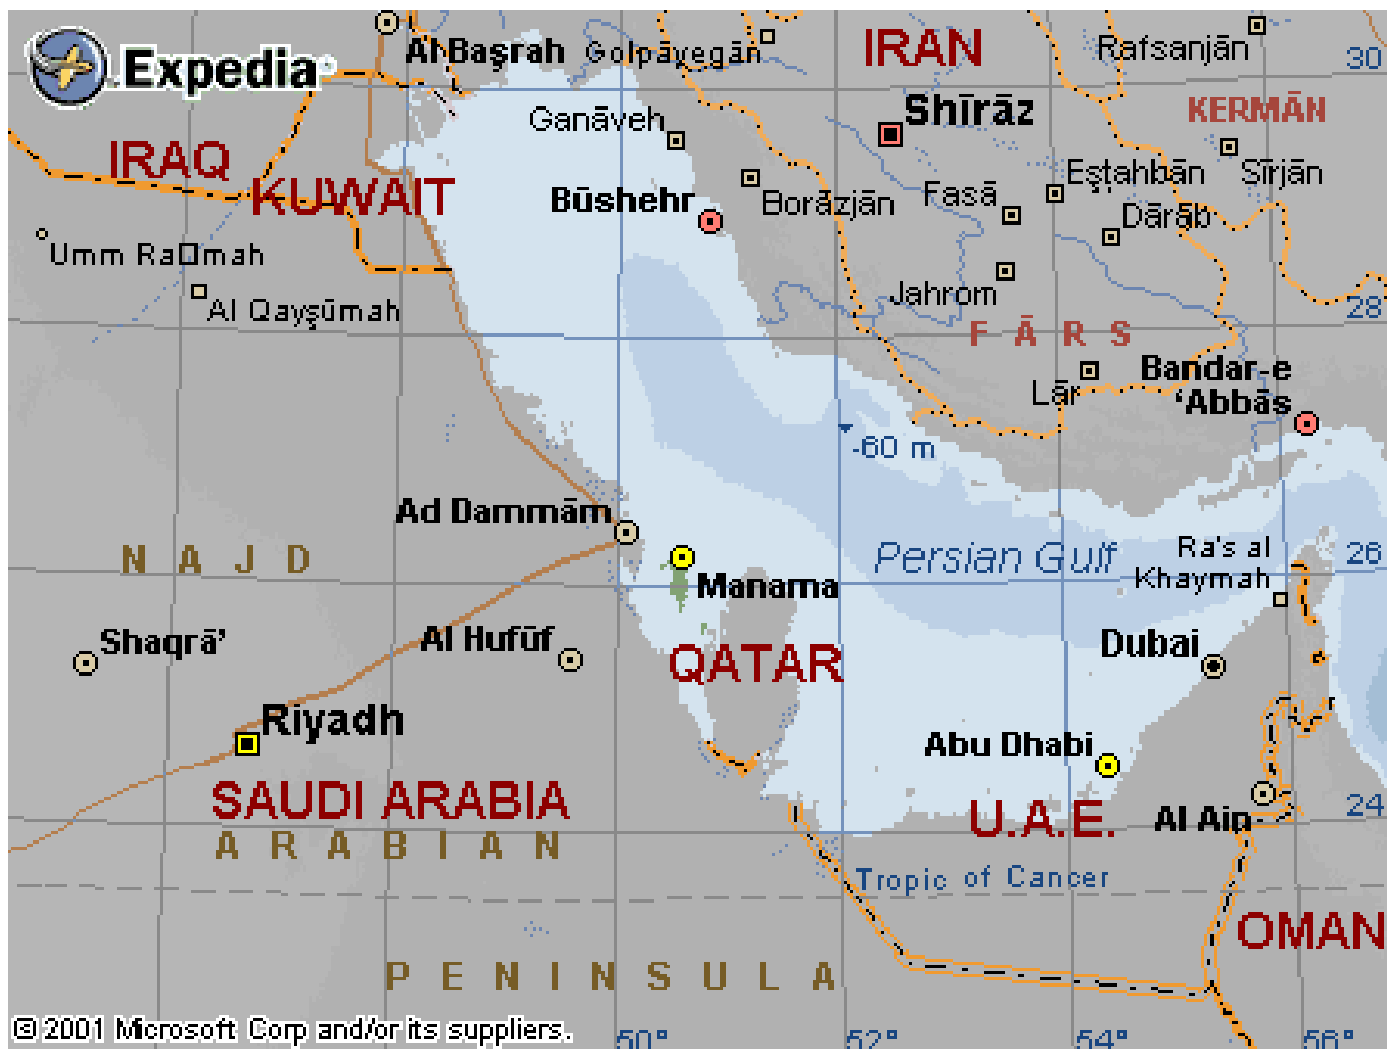 Expedia
Al Başrah
Golpāyegān
IRAN
Rafsanjān
30
Shīrāz
KERMĀN
Ganāveh
IRAQ
KUWAIT
Būshehr
Borāzjān
Fasā
Eşţahbān
Sīrjān
Dārāb
Umm Ra▯mah
Al Qayşūmah
Jahrom
28
F Ā R S
Lār
Bandar-e
'Abbās
-60 m
Ad Dammām
N A J D
Persian Gulf
Ra's al
Khaymah
26
Manama
Shaqrā'
Al Hufūf
QATAR
Dubai
Riyadh
Abu Dhabi
SAUDI ARABIA
U.A.E.
Al Ain
24
A R A B I A N
Tropic of Cancer
OMAN
P E N I N S U L A
© 2001 Microsoft Corp and/or its suppliers.
50°
52°
54°
56°